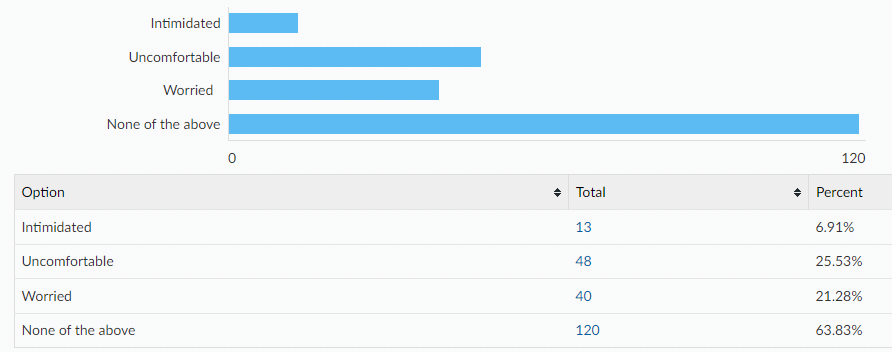 Intimidated
Uncomfortable
Worried
None of the above
0 120
Option Total Percent
Intimidated 13 6.91%
Uncomfortable 48 25.53%
Worried 40 21.28%
None of the above 120 63.83%